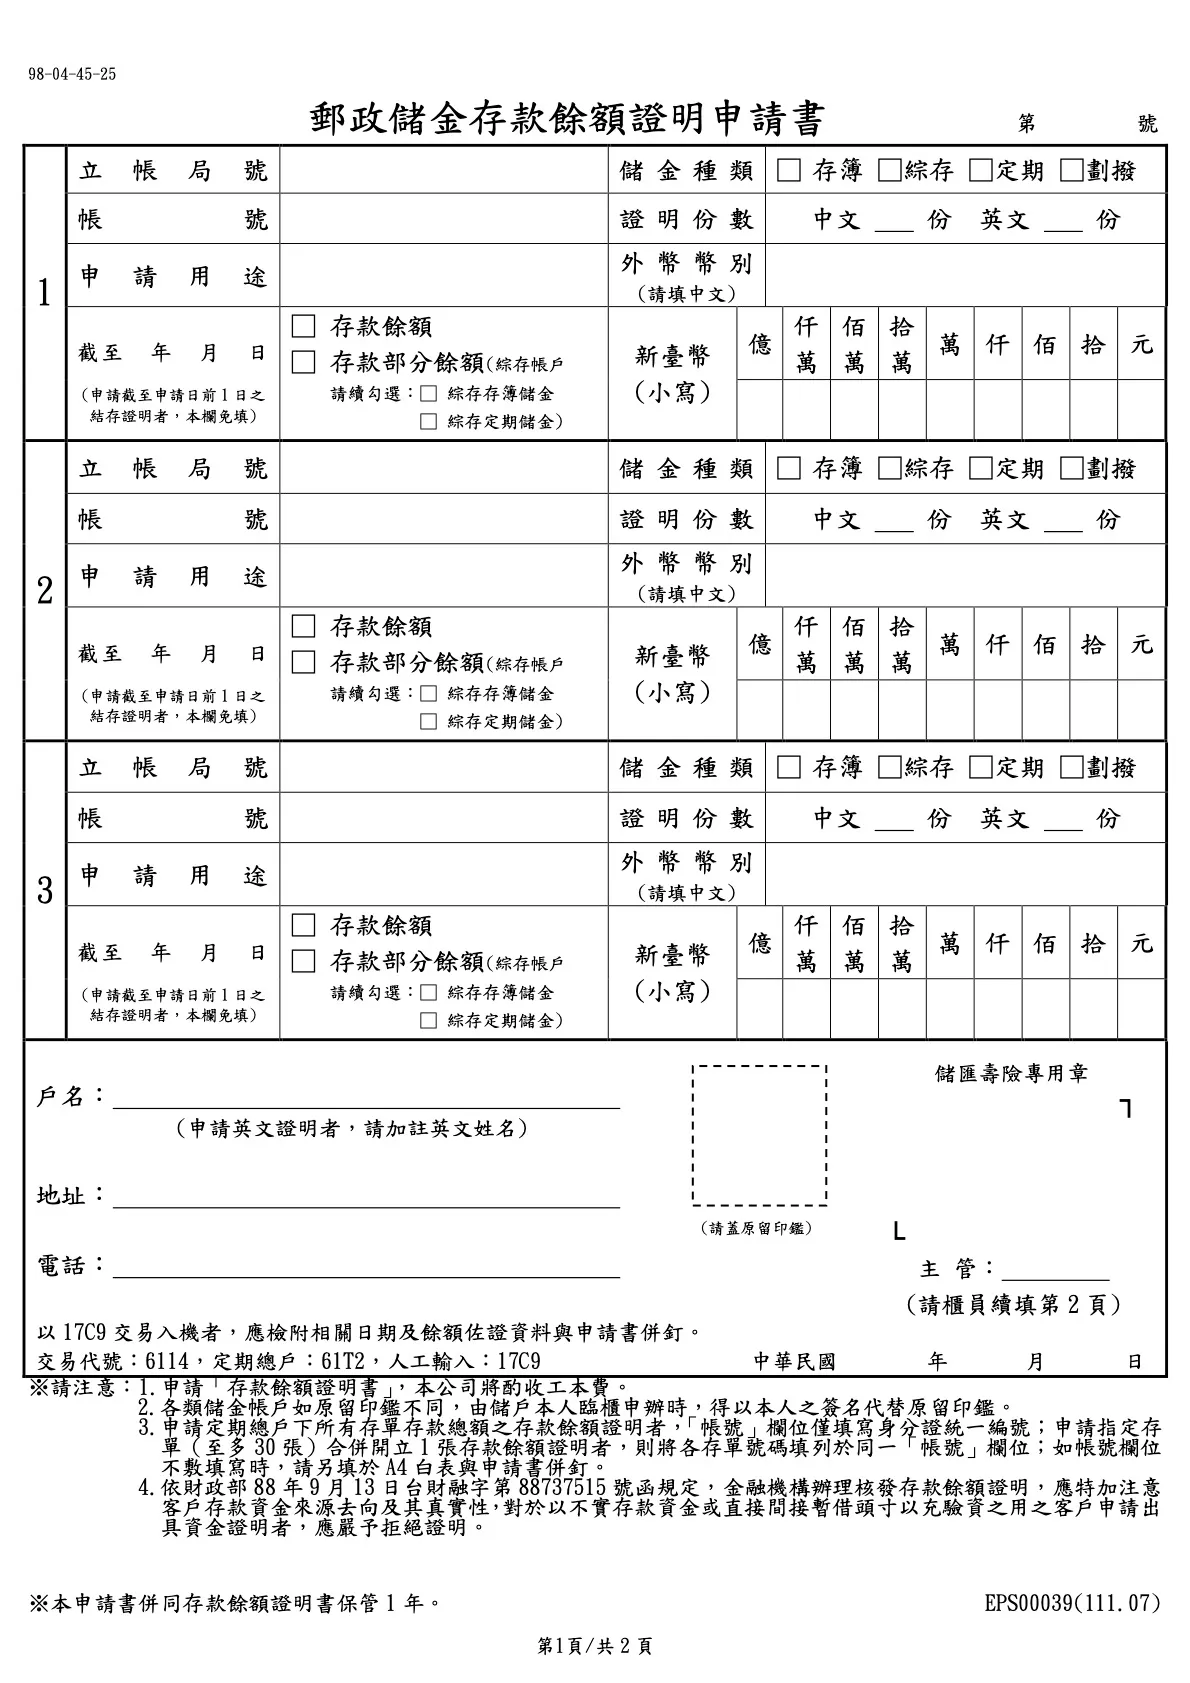 98-04-45-25
郵政儲金存款餘額證明申請書 第 號
1
立帳局號 儲金種類 □ 存簿 □綜存 □定期 □劃撥
帳號 證明份數 中文 ___ 份 英文 ___ 份
申請用途 外幣幣別
(請填中文)
截至 年 月 日
(申請截至申請日前1日之
結存證明者，本欄免填)
□ 存款餘額
□ 存款部分餘額(綜存帳戶
請續勾選：□ 綜存存簿儲金
□ 綜存定期儲金)
新臺幣
(小寫)
億 仟萬 佰萬 拾萬 萬 仟 佰 拾 元
2
立帳局號 儲金種類 □ 存簿 □綜存 □定期 □劃撥
帳號 證明份數 中文 ___ 份 英文 ___ 份
申請用途 外幣幣別
(請填中文)
截至 年 月 日
(申請截至申請日前1日之
結存證明者，本欄免填)
□ 存款餘額
□ 存款部分餘額(綜存帳戶
請續勾選：□ 綜存存簿儲金
□ 綜存定期儲金)
新臺幣
(小寫)
億 仟萬 佰萬 拾萬 萬 仟 佰 拾 元
3
立帳局號 儲金種類 □ 存簿 □綜存 □定期 □劃撥
帳號 證明份數 中文 ___ 份 英文 ___ 份
申請用途 外幣幣別
(請填中文)
截至 年 月 日
(申請截至申請日前1日之
結存證明者，本欄免填)
□ 存款餘額
□ 存款部分餘額(綜存帳戶
請續勾選：□ 綜存存簿儲金
□ 綜存定期儲金)
新臺幣
(小寫)
億 仟萬 佰萬 拾萬 萬 仟 佰 拾 元
儲匯壽險專用章
戶名：
(申請英文證明者，請加註英文姓名)
地址：
(請蓋原留印鑑)
電話：
主 管：
(請櫃員續填第 2 頁)
以 17C9 交易入機者，應檢附相關日期及餘額佐證資料與申請書併釘。
交易代號：6114，定期總戶：61T2，人工輸入：17C9 中華民國 年 月 日
※請注意：1.申請「存款餘額證明書」，本公司將酌收工本費。
2.各類儲金帳戶如原留印鑑不同，由儲戶本人臨櫃申辦時，得以本人之簽名代替原留印鑑。
3.申請定期總戶下所有存單存款總額之存款餘額證明者，「帳號」欄位僅填寫身分證統一編號；申請指定存
單（至多 30 張）合併開立 1 張存款餘額證明者，則將各存單號碼填列於同一「帳號」欄位；如帳號欄位
不敷填寫時，請另填於 A4 白表與申請書併釘。
4.依財政部 88 年 9 月 13 日台財融字第 88737515 號函規定，金融機構辦理核發存款餘額證明，應特加注意
客戶存款資金來源去向及其真實性，對於以不實存款資金或直接間接暫借頭寸以充驗資之用之客戶申請出
具資金證明者，應嚴予拒絕證明。
※本申請書併同存款餘額證明書保管 1 年。 EPS00039(111.07)
第1頁/共 2 頁